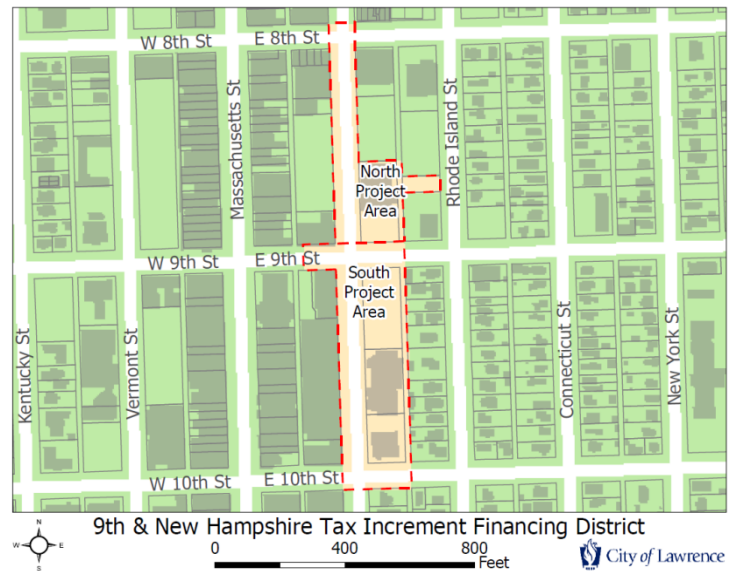 W 8th St
E 8th St
Massachusetts St
Rhode Island St
North
Project
Area
W 9th St
E 9th St
South
Project
Area
Kentucky St
Vermont St
Connecticut St
New York St
W 10th St
E 10th St
9th & New Hampshire Tax Increment Financing District
N
W
E
S
0
400
800
Feet
City of Lawrence